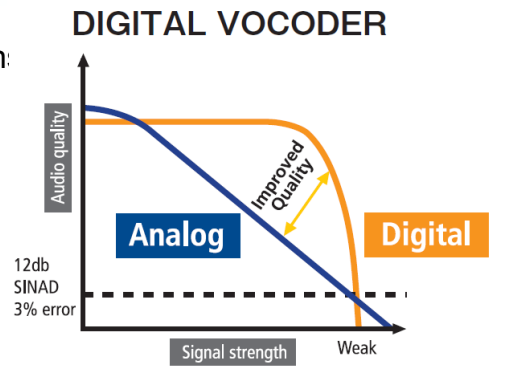 DIGITAL VOCODER
Audio quality
Improved
Quality
Analog
Digital
12db
SINAD
3% error
Signal strength
Weak